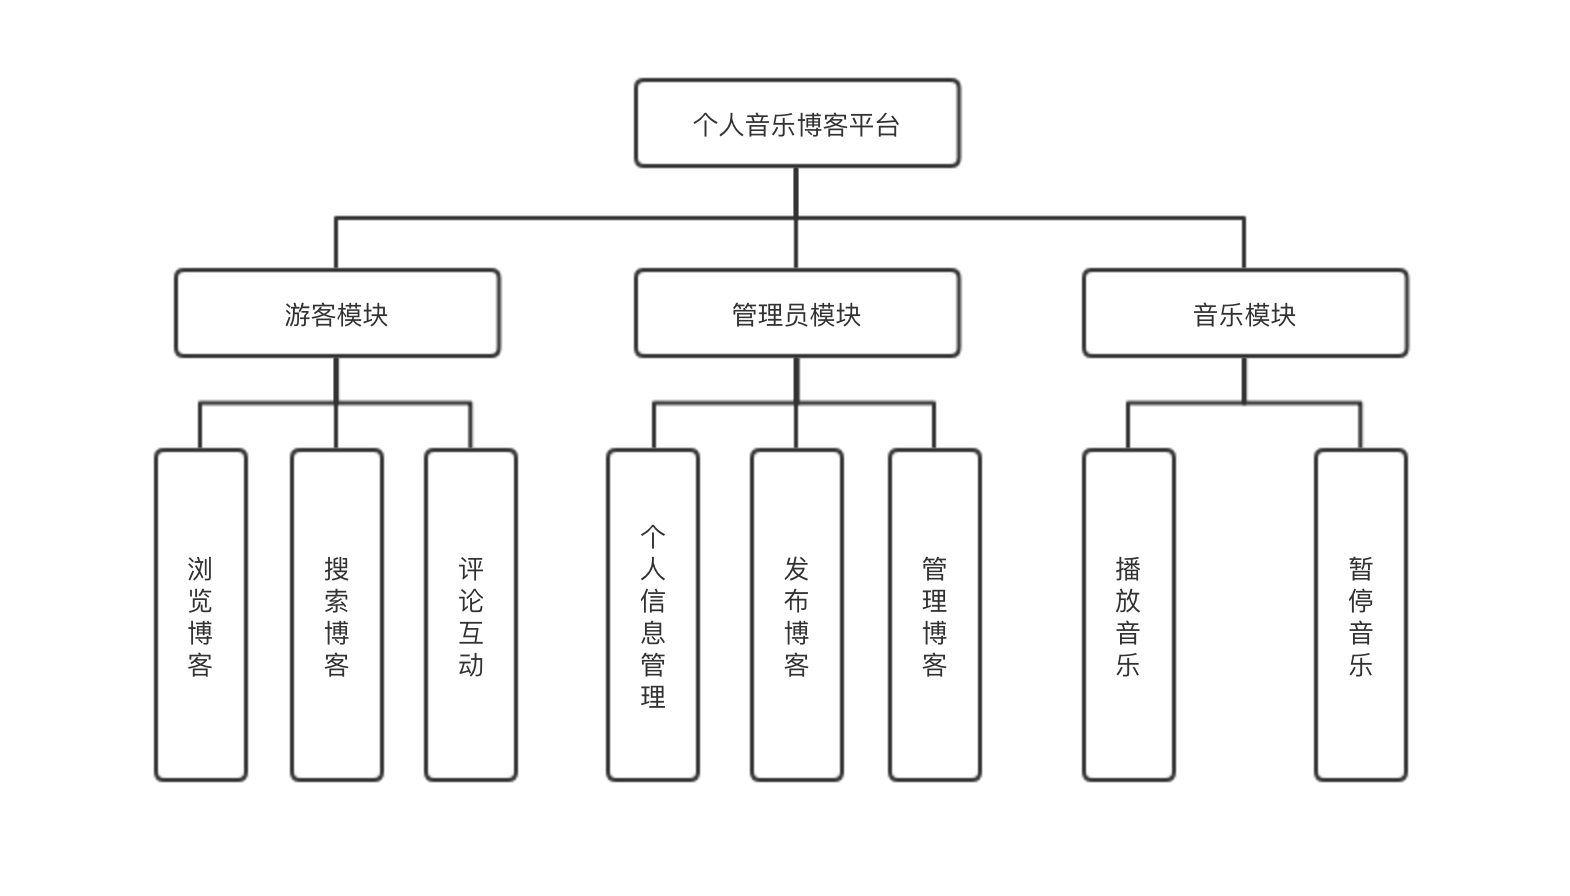 个人音乐博客平台
游客模块
管理员模块
音乐模块
浏览博客
搜索博客
评论互动
个人信息管理
发布博客
管理博客
播放音乐
暂停音乐